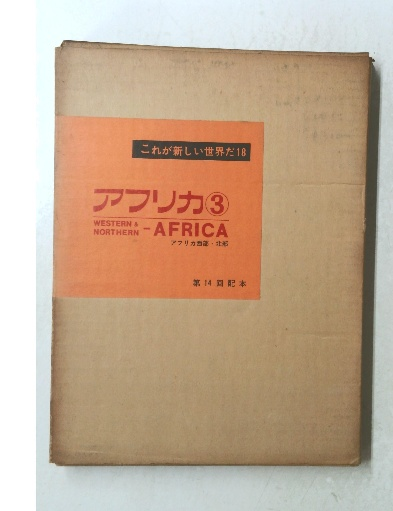 これが新しい世界だ18
アフリカ③
WESTERN &
NORTHERN
-AFRICA
アフリカ西部・北部
第14回配本